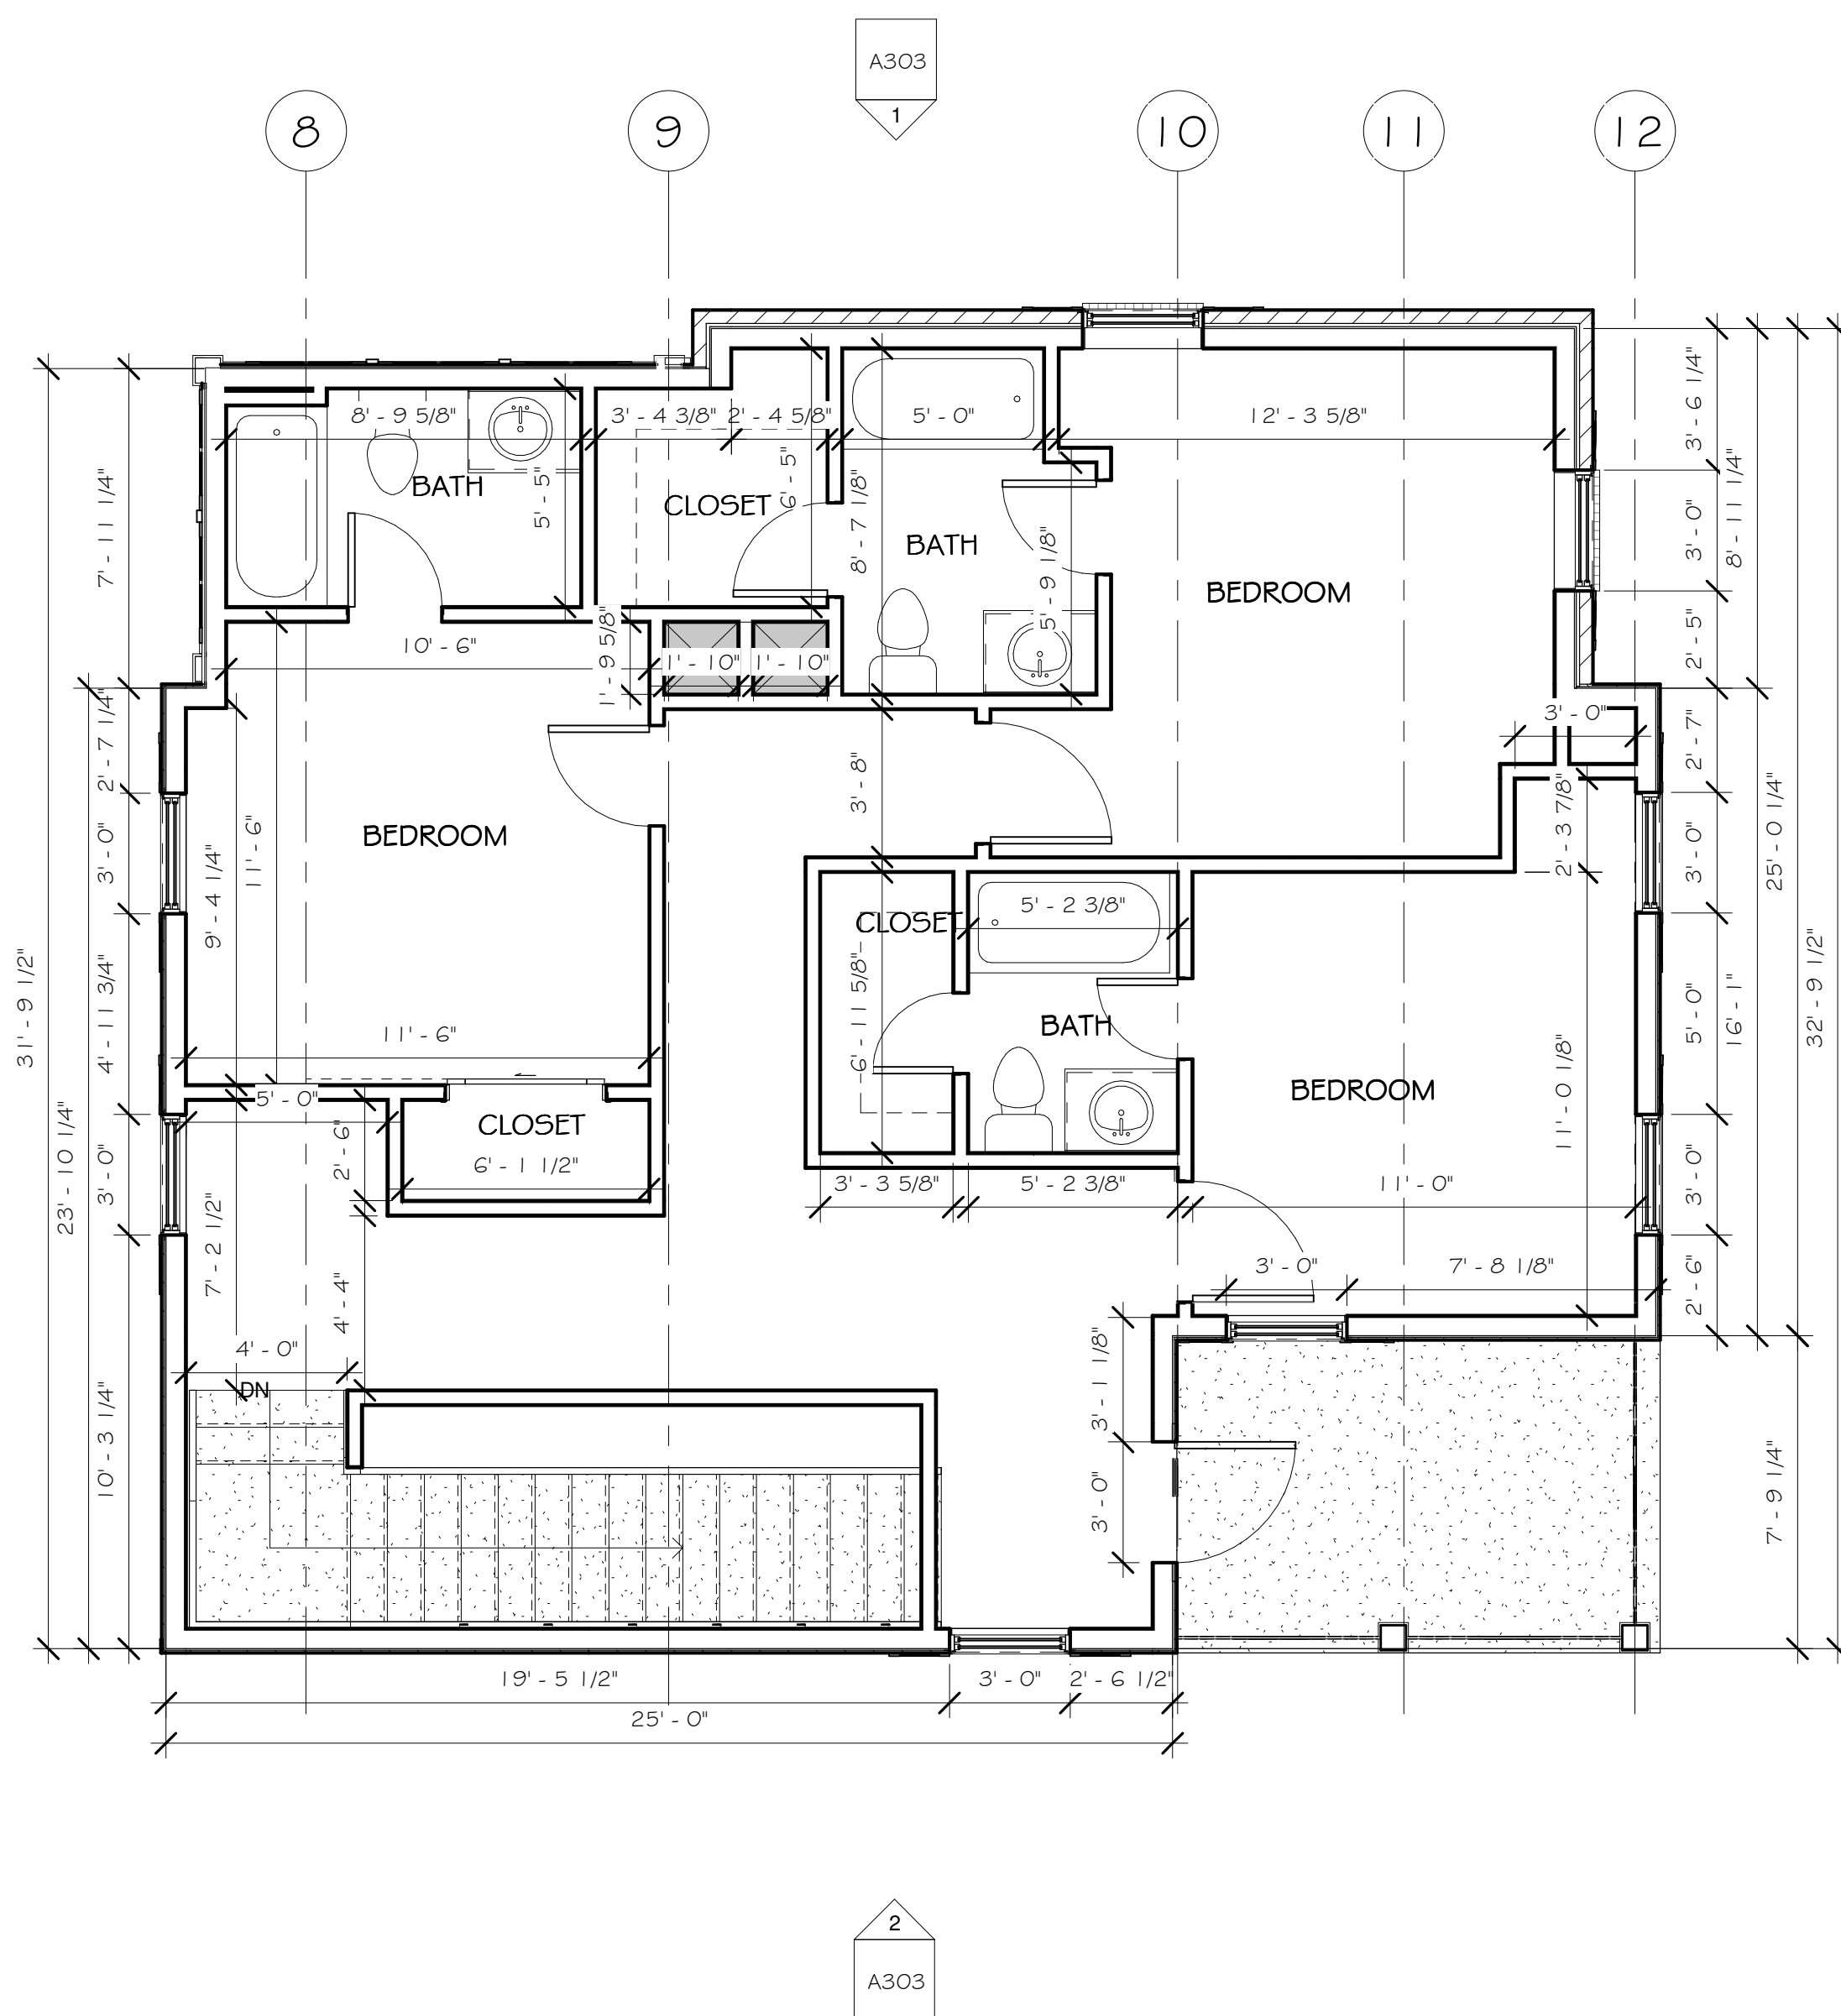 A303
1
8
9
10
11
12
8' - 9 5/8"
3' - 4 3/8"
2' - 4 5/8"
5' - 0"
12' - 3 5/8"
3' - 6 1/4"
8' - 11 1/4"
7' - 11 1/4"
BATH
5' - 5"
CLOSET
6' - 5"
8' - 7 1/8"
BATH
5' - 9 1/8"
BEDROOM
3' - 0"
2' - 5"
10' - 6"
1' - 9 5/8"
1' - 10"
1' - 10"
3' - 0"
2' - 7"
2' - 7 1/4"
3' - 8"
2' - 3 7/8"
25' - 0 1/4"
BEDROOM
11' - 6"
9' - 4 1/4"
3' - 0"
3' - 0"
CLOSET
5' - 2 3/8"
31' - 9 1/2"
4' - 11 3/4"
6' - 11 5/8"
BATH
5' - 0"
16' - 1"
32' - 9 1/2"
11' - 6"
5' - 0"
CLOSET
BEDROOM
11' - 0 1/8"
2' - 6"
6' - 1 1/2"
23' - 10 1/4"
3' - 0"
3' - 3 5/8"
5' - 2 3/8"
11' - 0"
3' - 0"
7' - 2 1/2"
4' - 4"
3' - 0"
7' - 8 1/8"
2' - 6"
4' - 0"
DN
3' - 1 1/8"
10' - 3 1/4"
3' - 0"
7' - 9 1/4"
19' - 5 1/2"
3' - 0"
2' - 6 1/2"
25' - 0"
2
A303